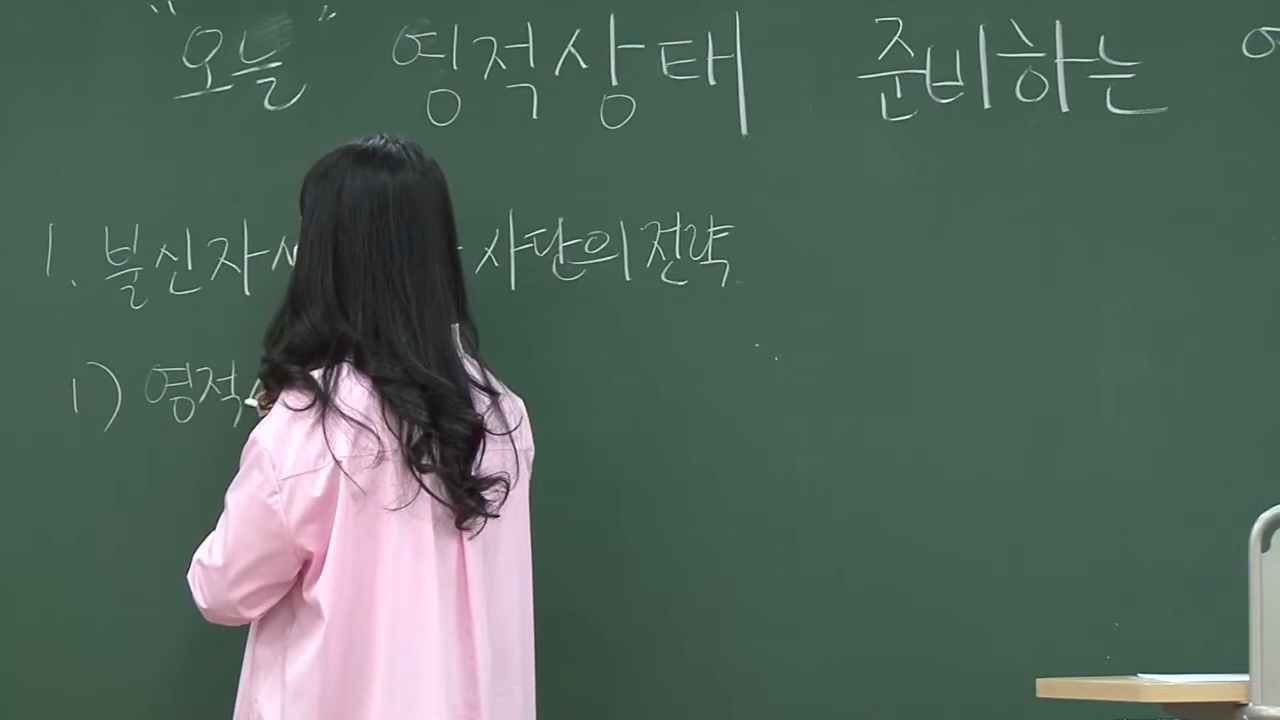 "오늘" 영적상태 준비하는
1. 불신자 사단의 전략
1) 영적